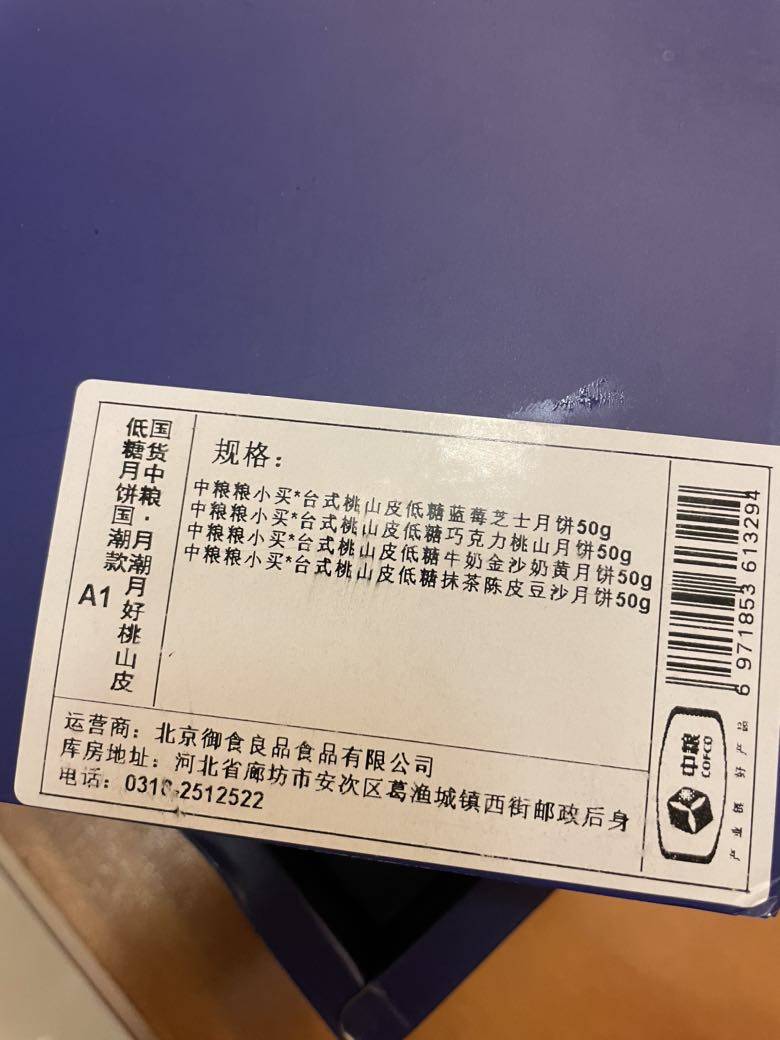 国货中粮·月潮月好桃山皮
低糖月饼国潮款
A1
规格：
中粮粮小买*台式桃山皮低糖蓝莓芝士月饼50g
中粮粮小买*台式桃山皮低糖巧克力桃山月饼50g
中粮粮小买*台式桃山皮低糖牛奶金沙奶黄月饼50g
中粮粮小买*台式桃山皮低糖抹茶陈皮豆沙月饼50g
6 971853 613294
运营商：北京御食良品食品有限公司
库房地址：河北省廊坊市安次区葛渔城镇西街邮政后身
电话：0316-2512522
中粮
COFCO
产业链 好产品